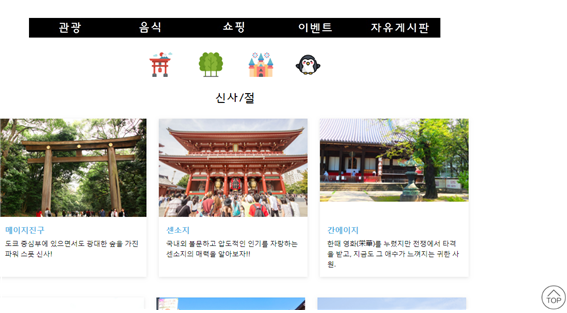 관광 음식 쇼핑 이벤트 자유게시판
신사/절
메이지진구
도쿄 중심부에 있으면서도 광대한 숲을 가진
파워 스폿 신사!
센소지
국내외 불문하고 압도적인 인기를 자랑하는
센소지의 매력을 알아보자!!
간에이지
한때 영화(栄華)를 누렸지만 전쟁에서 타격
을 받고, 지금도 그 애수가 느껴지는 귀한 사
원.
TOP